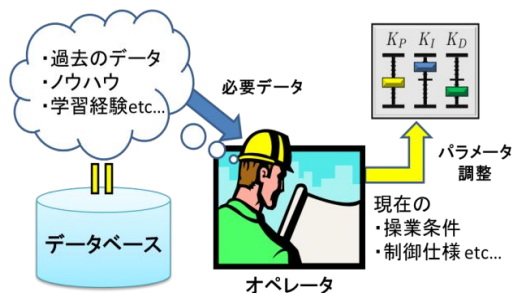 ・過去のデータ
・ノウハウ
・学習経験etc…
必要データ
K_P K_I K_D
パラメータ
調整
現在の
・操業条件
・制御仕様 etc…
データベース
オペレータ